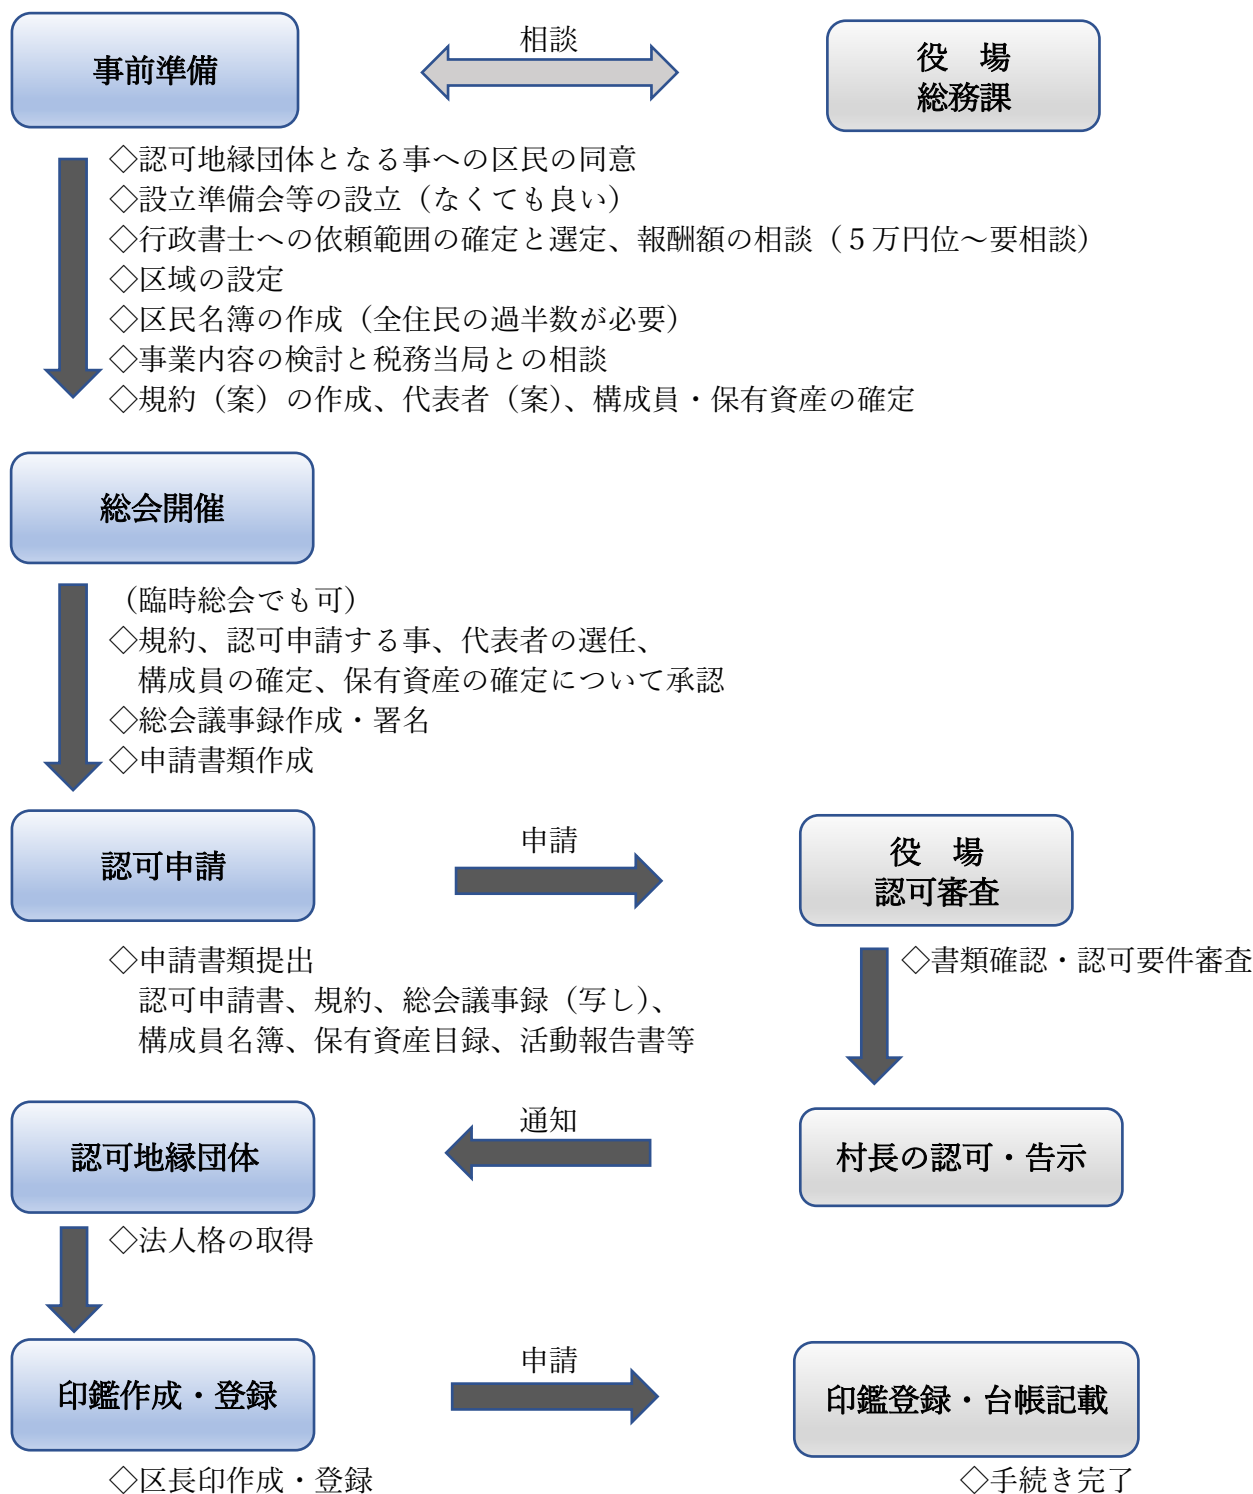 事前準備
相談
役　場
総務課
◇認可地縁団体となる事への区民の同意
◇設立準備会等の設立（なくても良い）
◇行政書士への依頼範囲の確定と選定、報酬額の相談（５万円位～要相談）
◇区域の設定
◇区民名簿の作成（全住民の過半数が必要）
◇事業内容の検討と税務当局との相談
◇規約（案）の作成、代表者（案）、構成員・保有資産の確定
総会開催
（臨時総会でも可）
◇規約、認可申請する事、代表者の選任、
構成員の確定、保有資産の確定について承認
◇総会議事録作成・署名
◇申請書類作成
認可申請
申請
役　場
認可審査
◇申請書類提出
認可申請書、規約、総会議事録（写し）、
構成員名簿、保有資産目録、活動報告書等
◇書類確認・認可要件審査
認可地縁団体
通知
村長の認可・告示
◇法人格の取得
印鑑作成・登録
申請
印鑑登録・台帳記載
◇区長印作成・登録
◇手続き完了